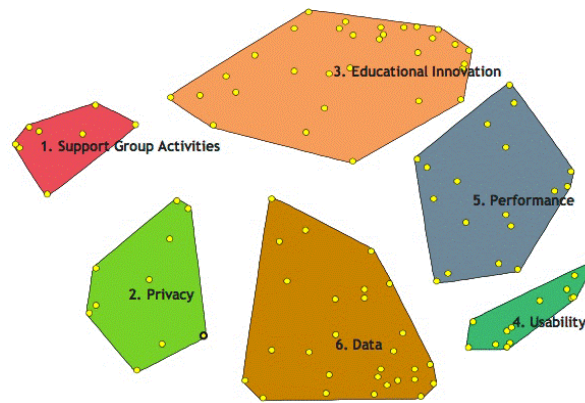 3. Educational Innovation
1. Support Group Activities
5. Performance
2. Privacy
4. Usability
6. Data